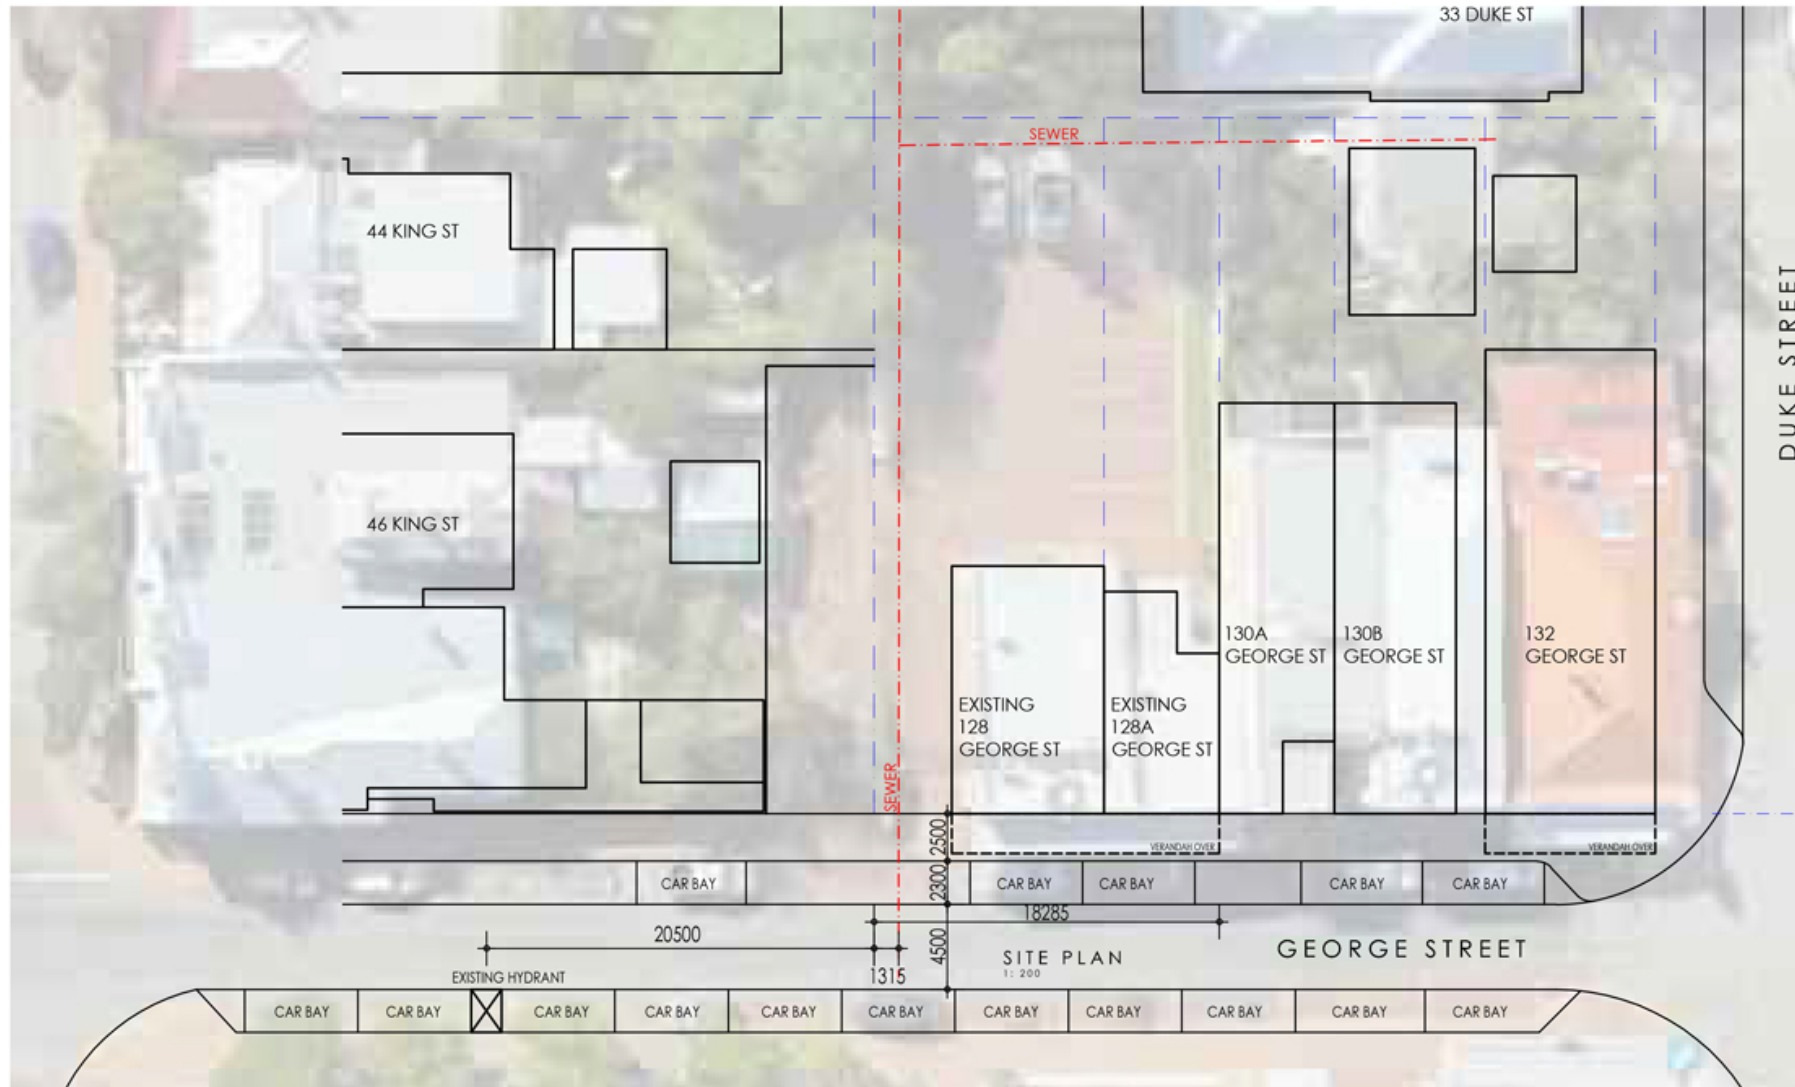 33 DUKE ST
SEWER
44 KING ST
DUKE STREET
46 KING ST
130A
GEORGE ST
130B
GEORGE ST
132
GEORGE ST
EXISTING
128
GEORGE ST
EXISTING
128A
GEORGE ST
SEWER
2500
VERANDAH OVER
VERANDAH OVER
CAR BAY
2300
CAR BAY
CAR BAY
CAR BAY
CAR BAY
18285
20500
4500
GEORGE STREET
SITE PLAN
1: 200
EXISTING HYDRANT
1315
CAR BAY
CAR BAY
CAR BAY
CAR BAY
CAR BAY
CAR BAY
CAR BAY
CAR BAY
CAR BAY
CAR BAY
CAR BAY